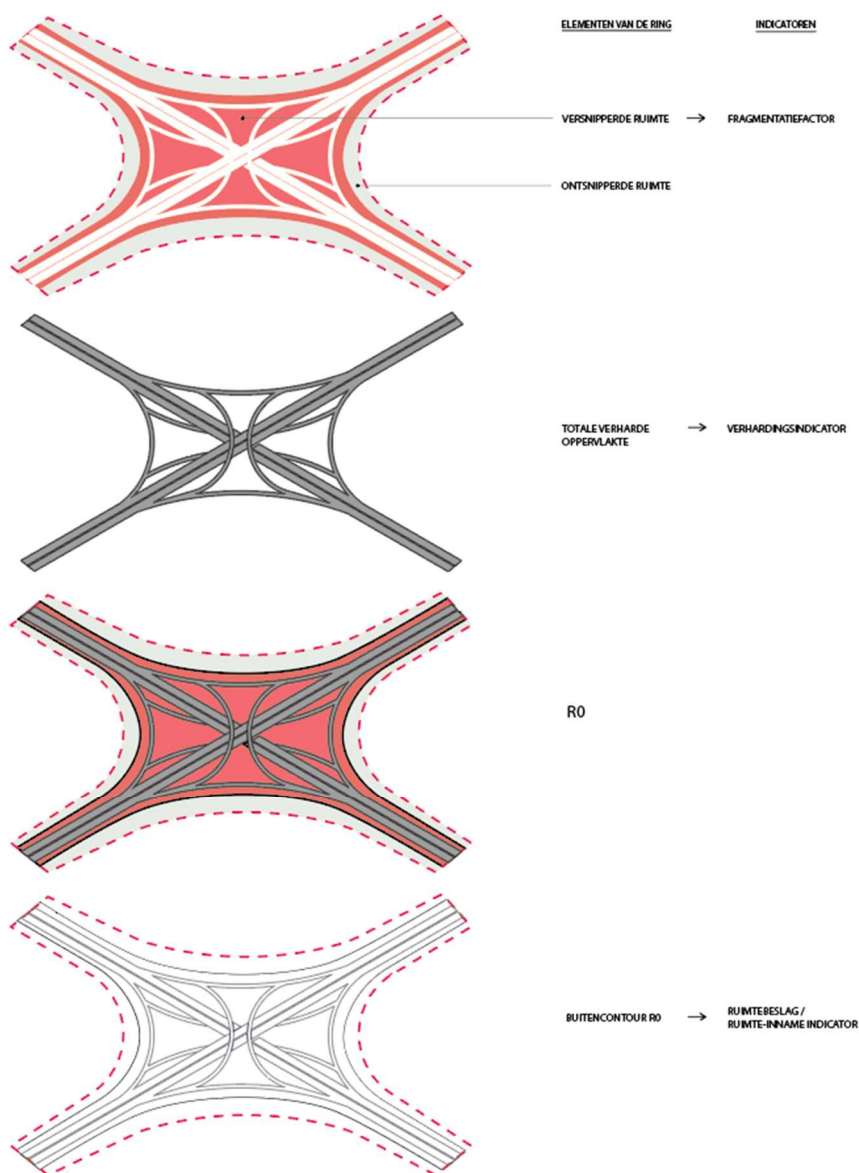 ELEMENTEN VAN DE RING
INDICATOREN
VERSNIPPERDE RUIMTE → FRAGMENTATIEFACTOR
ONTSNIPPERDE RUIMTE
TOTALE VERHARDE → VERHARDINGSINDICATOR
OPPERVLAKTE
R0
BUITENCONTOUR R0 → RUIMTEBESLAG /
RUIMTE-INNAME INDICATOR